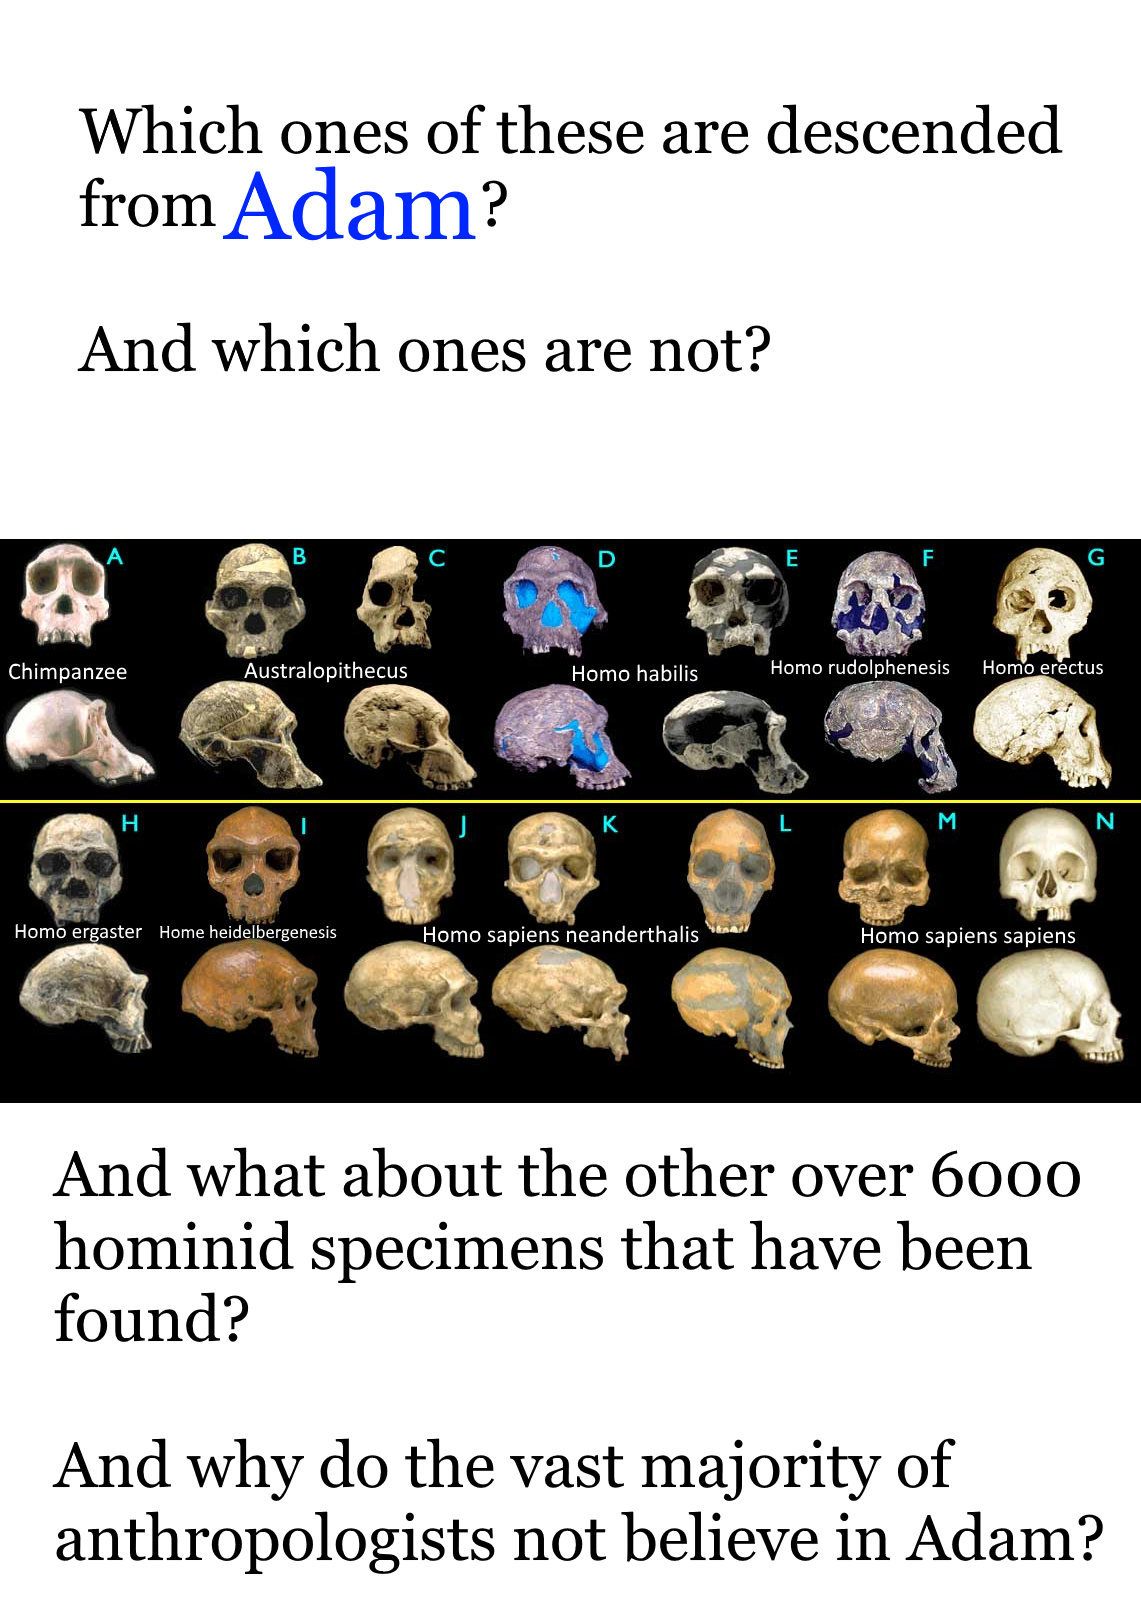 Which ones of these are descended
from Adam?
And which ones are not?
A B C D E F G
Chimpanzee Australopithecus Homo habilis Homo rudolphenesis Homo erectus
H I J K L M N
Homo ergaster Home heidelbergenesis Homo sapiens neanderthalis Homo sapiens sapiens
And what about the other over 6000
hominid specimens that have been
found?
And why do the vast majority of
anthropologists not believe in Adam?